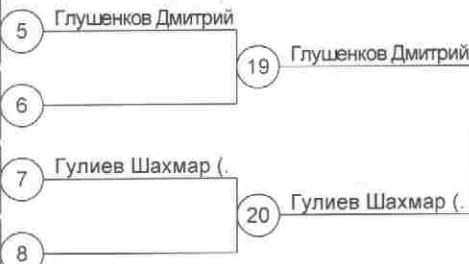 5 Глушенков Дмитрий
19 Глушенков Дмитрий
6
7 Гулиев Шахмар (.
20 Гулиев Шахмар (.
8